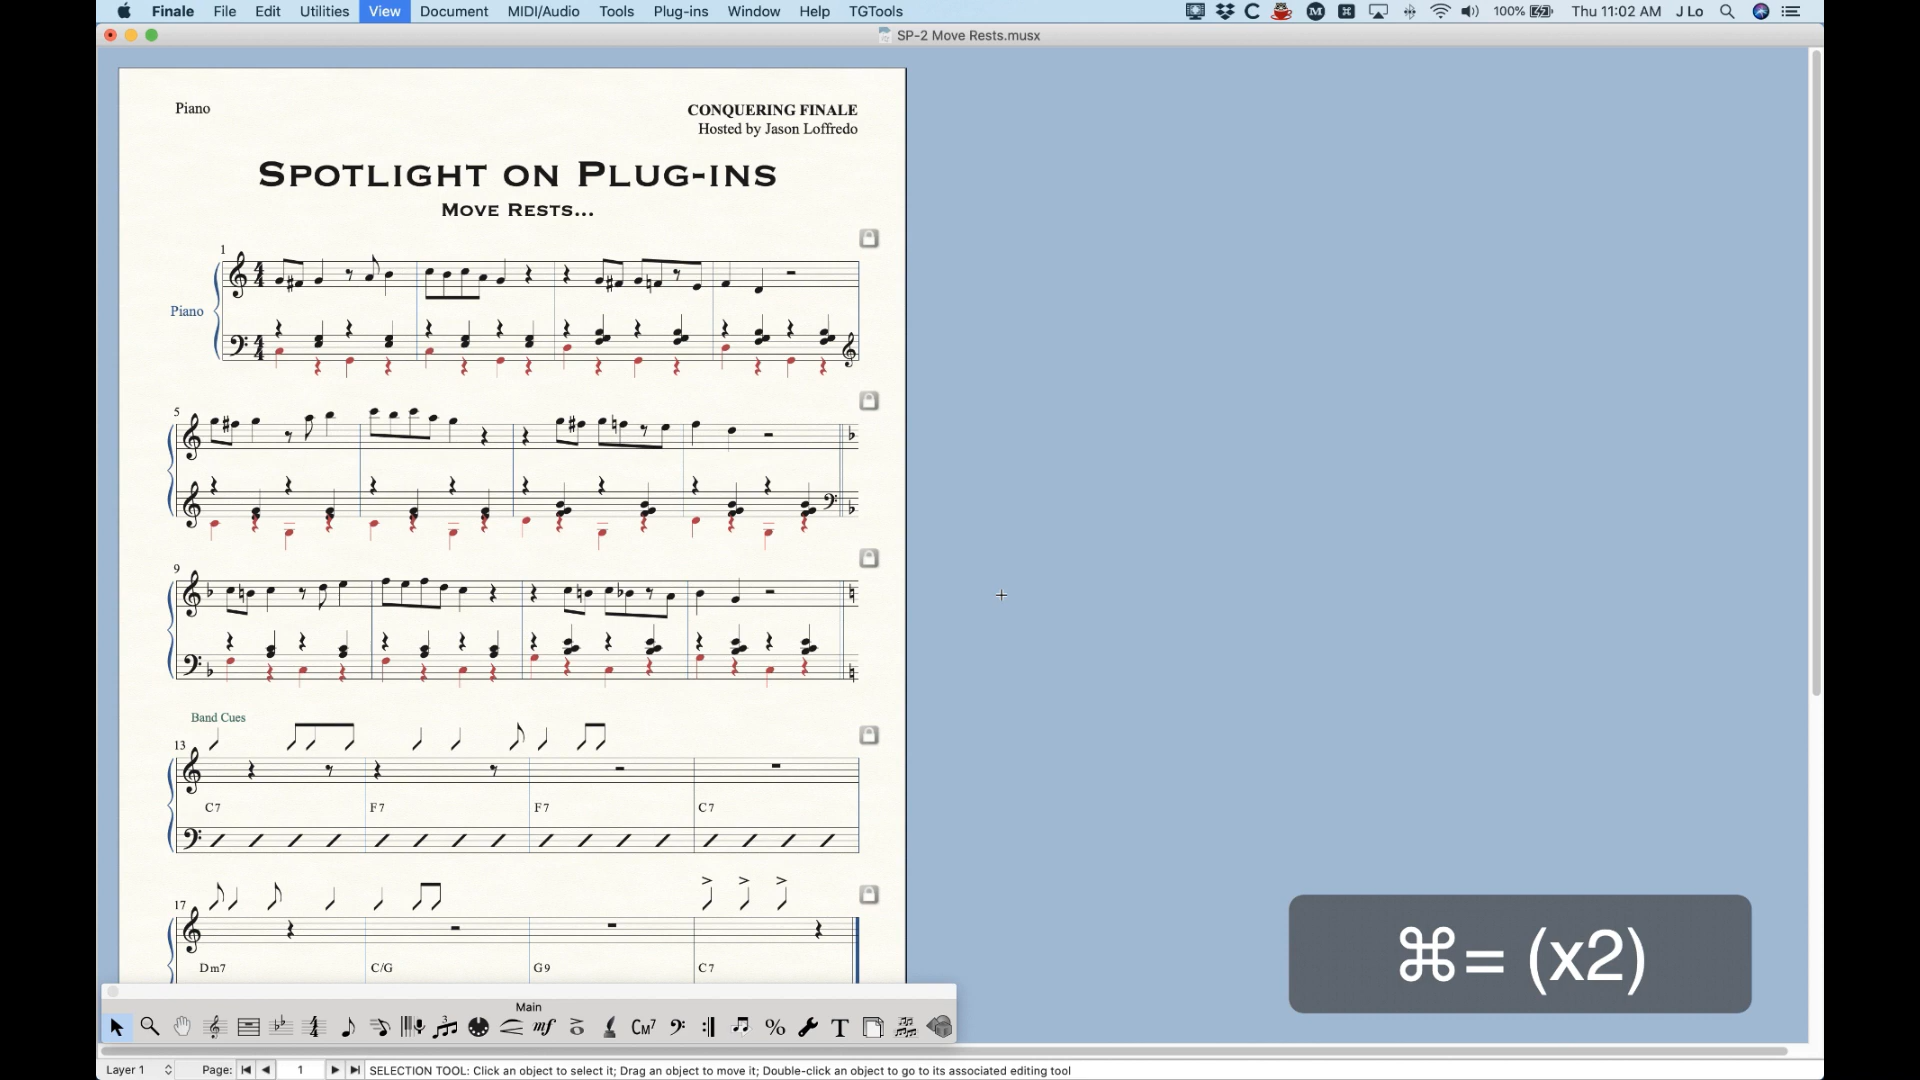 Finale File Edit Utilities View Document MIDI/Audio Tools Plug-ins Window Help TGTools 100% Thu 11:02 AM J Lo
SP-2 Move Rests.musx
Piano
CONQUERING FINALE
Hosted by Jason Loffredo
Spotlight on Plug-ins
Move Rests...
1
Piano
5
9
Band Cues
13
C7 F7 F7 C7
17
Dm7 C/G G9 C7
⌘= (x2)
Main
mf CM7 % T
Layer 1 Page: 1 SELECTION TOOL: Click an object to select it; Drag an object to move it; Double-click an object to go to its associated editing tool